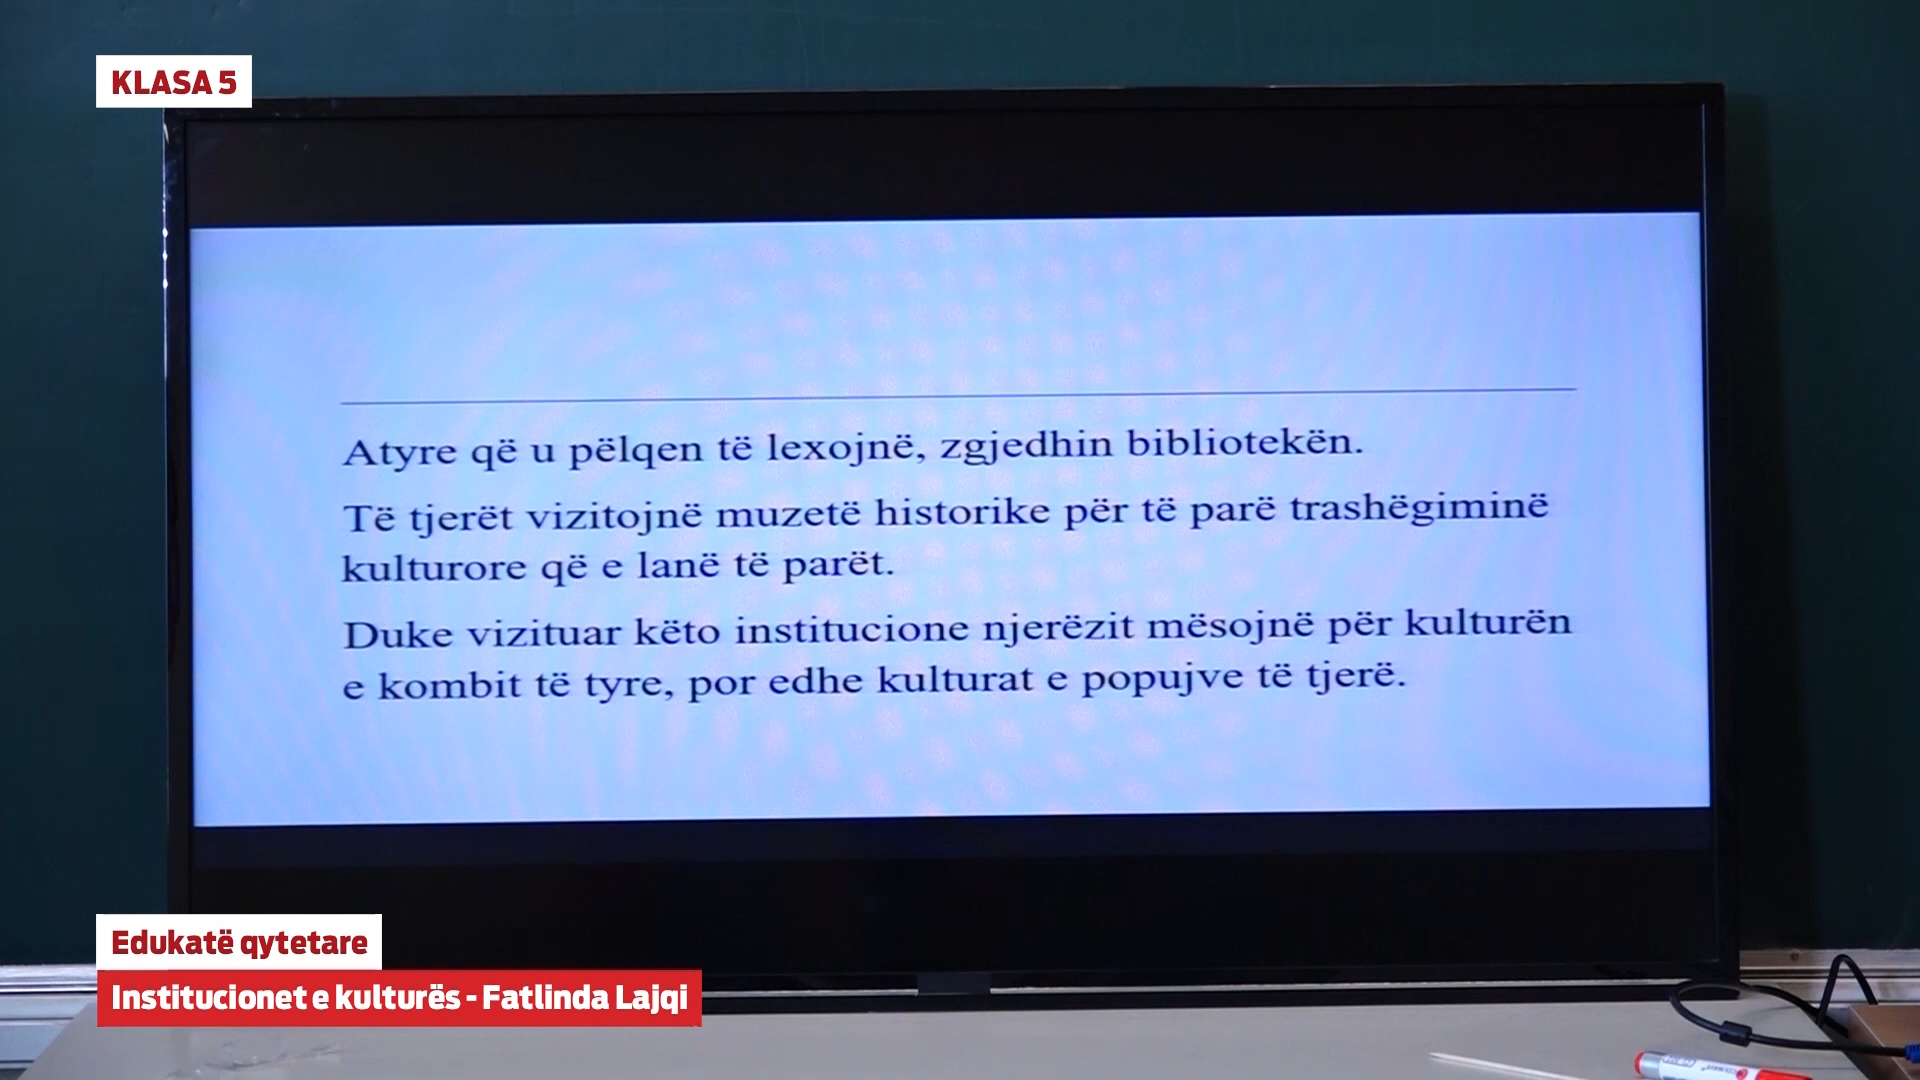 KLASA 5
Atyre që u pëlqen të lexojnë, zgjedhin bibliotekën.
Të tjerët vizitojnë muzetë historike për të parë trashëgiminë
kulturore që e lanë të parët.
Duke vizituar këto institucione njerëzit mësojnë për kulturën
e kombit të tyre, por edhe kulturat e popujve të tjerë.
Edukatë qytetare
Institucionet e kulturës - Fatlinda Lajqi